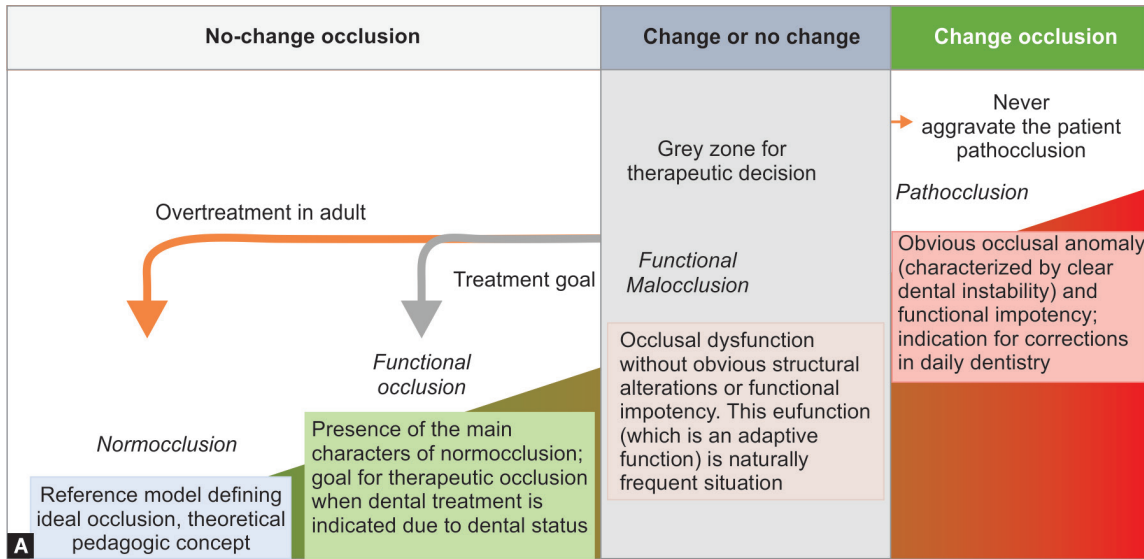 No-change occlusion
Change or no change
Change occlusion
Overtreatment in adult
Treatment goal
Functional
occlusion
Normocclusion
Reference model defining
ideal occlusion, theoretical
pedagogic concept
Presence of the main
characters of normocclusion;
goal for therapeutic occlusion
when dental treatment is
indicated due to dental status
Grey zone for
therapeutic decision
Functional
Malocclusion
Occlusal dysfunction
without obvious structural
alterations or functional
impotency. This eufunction
(which is an adaptive
function) is naturally
frequent situation
Never
aggravate the patient
pathocclusion
Pathocclusion
Obvious occlusal anomaly
(characterized by clear
dental instability) and
functional impotency;
indication for corrections
in daily dentistry
A